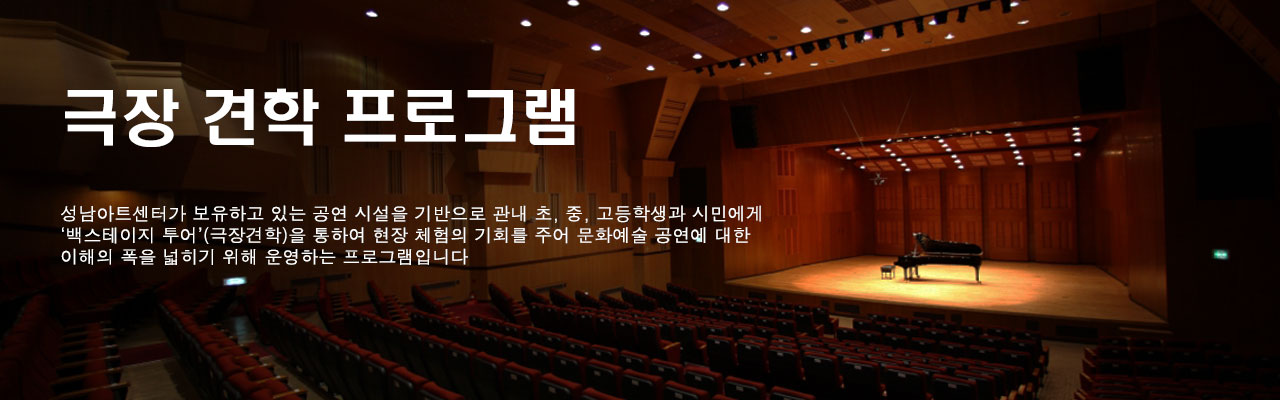 극장 견학 프로그램
성남아트센터가 보유하고 있는 공연 시설을 기반으로 관내 초, 중, 고등학생과 시민에게
‘백스테이지 투어’(극장견학)을 통하여 현장 체험의 기회를 주어 문화예술 공연에 대한
이해의 폭을 넓히기 위해 운영하는 프로그램입니다